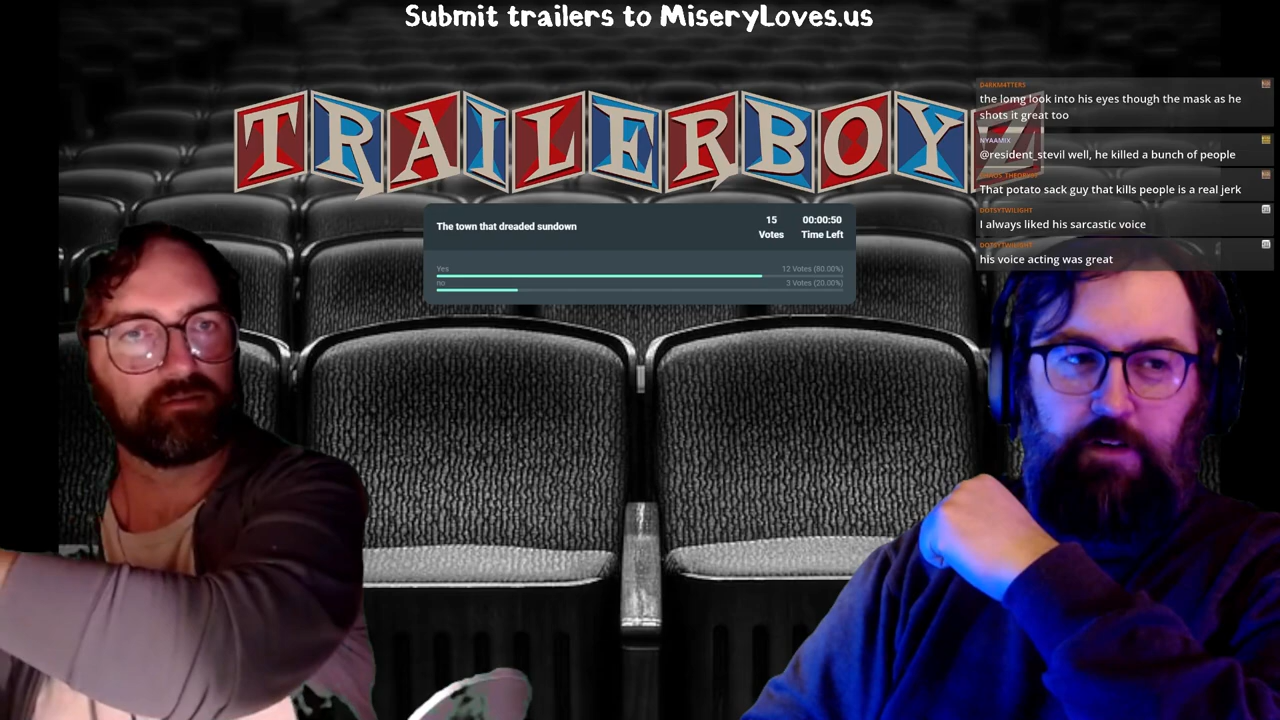 Submit trailers to MiseryLoves.us
TRAILERBOYZ
The town that dreaded sundown
15
Votes
00:00:50
Time Left
Yes
12 Votes (80.00%)
no
3 Votes (20.00%)
the lomg look into his eyes though the mask as he
shots it great too
NYAAMIX
@resident_stevil well, he killed a bunch of people
That potato sack guy that kills people is a real jerk
DOTSYTWILIGHT
I always liked his sarcastic voice
DOTSYTWILIGHT
his voice acting was great